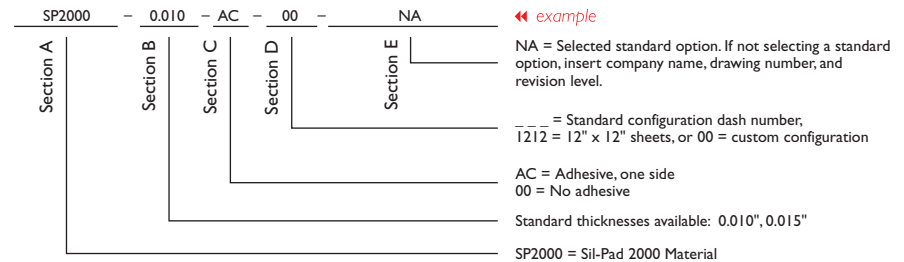 SP2000 – 0.010 – AC – 00 – NA
example
Section A
Section B
Section C
Section D
Section E
NA = Selected standard option. If not selecting a standard
option, insert company name, drawing number, and
revision level.
_ _ _ = Standard configuration dash number,
1212 = 12" x 12" sheets, or 00 = custom configuration
AC = Adhesive, one side
00 = No adhesive
Standard thicknesses available: 0.010", 0.015"
SP2000 = Sil-Pad 2000 Material